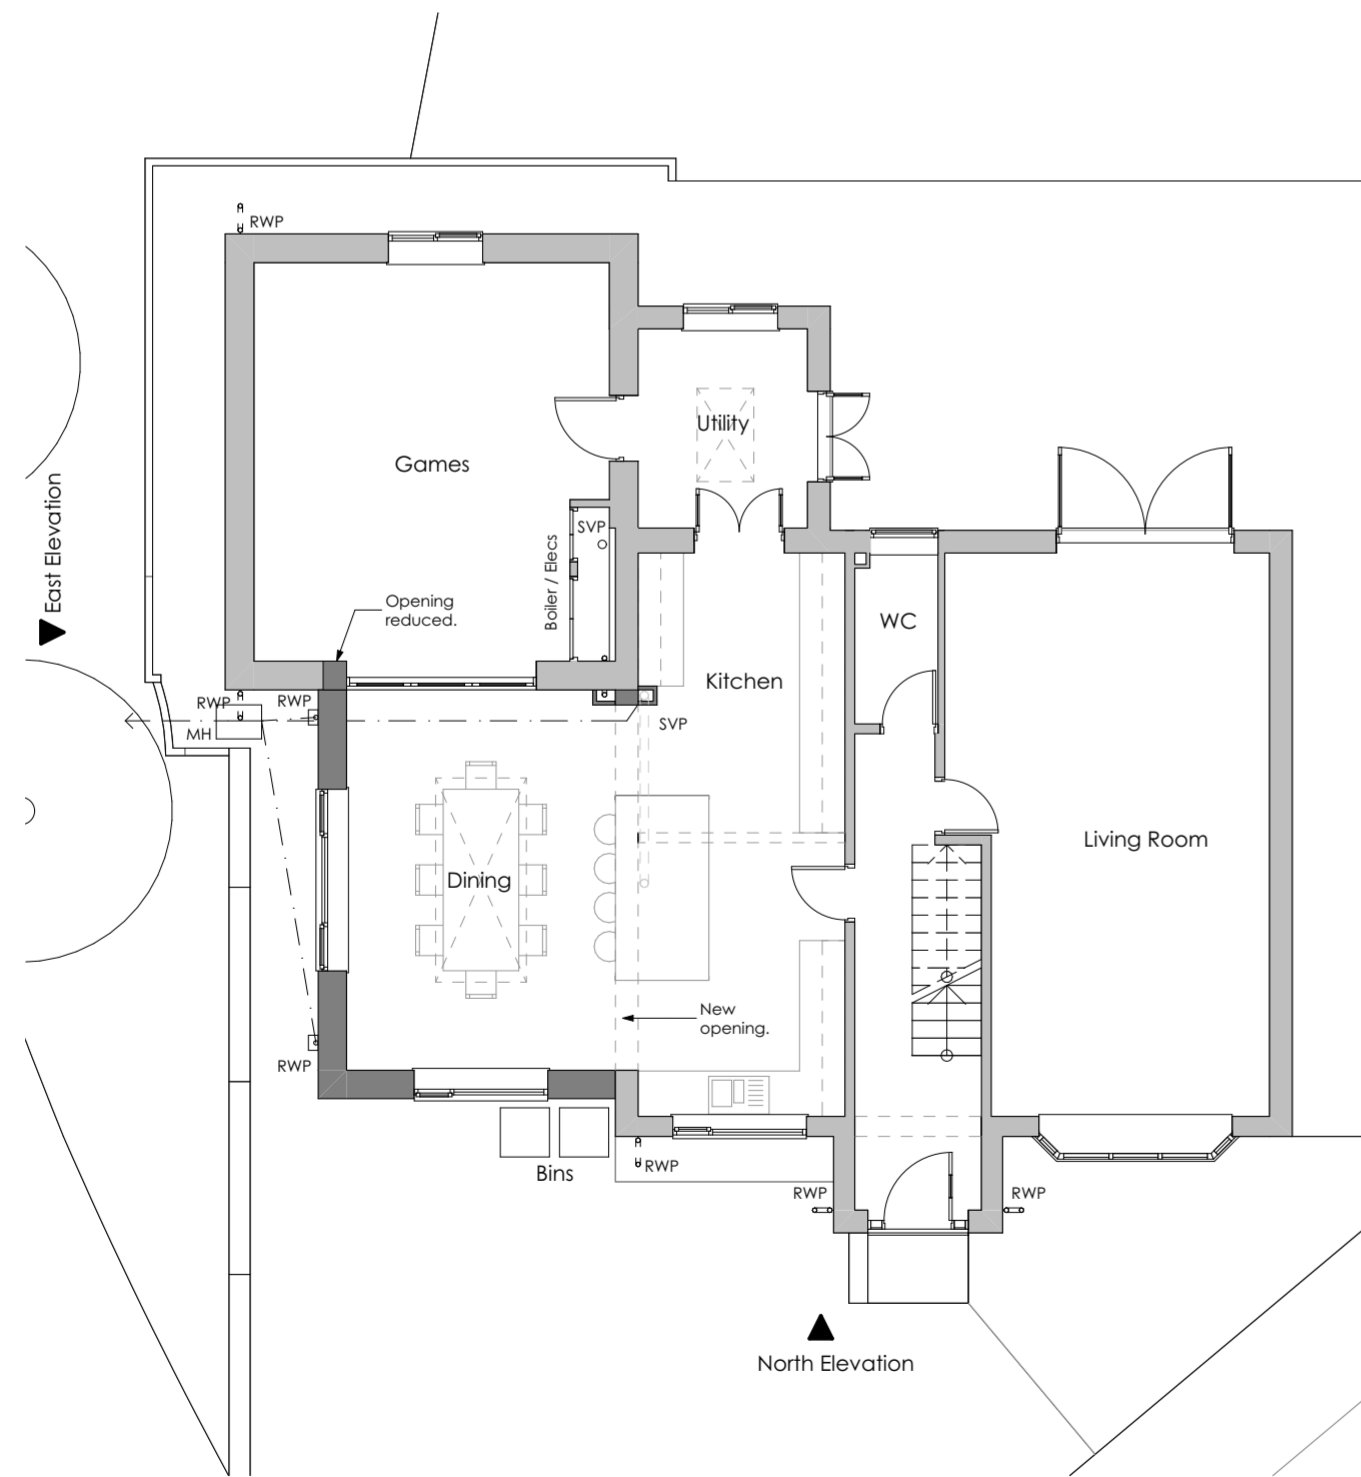 RWP
Utility
Games
East Elevation
SVP
Boiler / Elecs
Opening
reduced.
WC
Kitchen
RWP
RWP
MH
SVP
Living Room
Dining
New
opening.
RWP
Bins
RWP
RWP
RWP
North Elevation